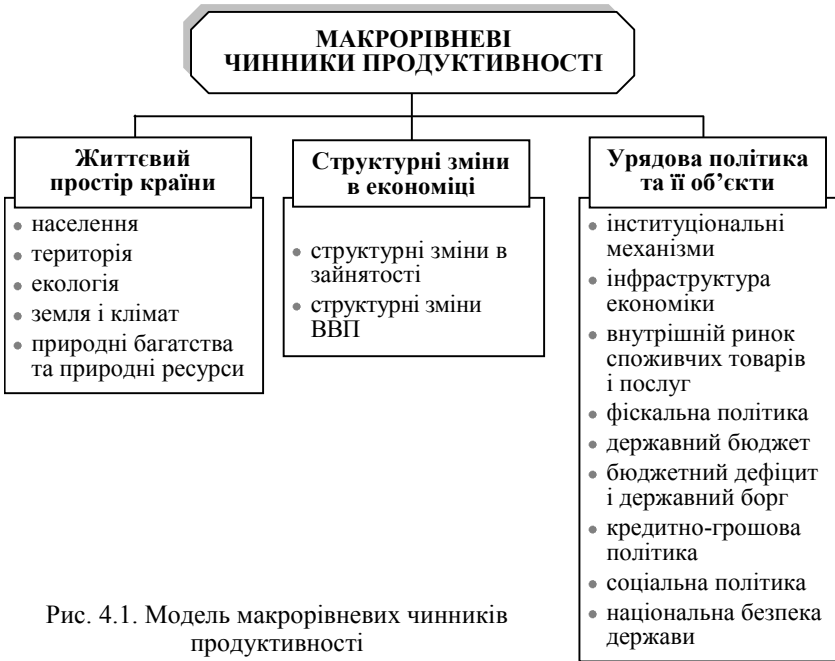 МАКРОРІВНЕВІ
ЧИННИКИ ПРОДУКТИВНОСТІ
Життєвий
простір країни
• населення
• територія
• екологія
• земля і клімат
• природні багатства
та природні ресурси
Структурні зміни
в економіці
• структурні зміни в
зайнятості
• структурні зміни
ВВП
Урядова політика
та її об’єкти
• інституціональні
механізми
• інфраструктура
економіки
• внутрішній ринок
споживчих товарів
і послуг
• фіскальна політика
• державний бюджет
• бюджетний дефіцит
і державний борг
• кредитно-грошова
політика
• соціальна політика
• національна безпека
держави
Рис. 4.1. Модель макрорівневих чинників
продуктивності